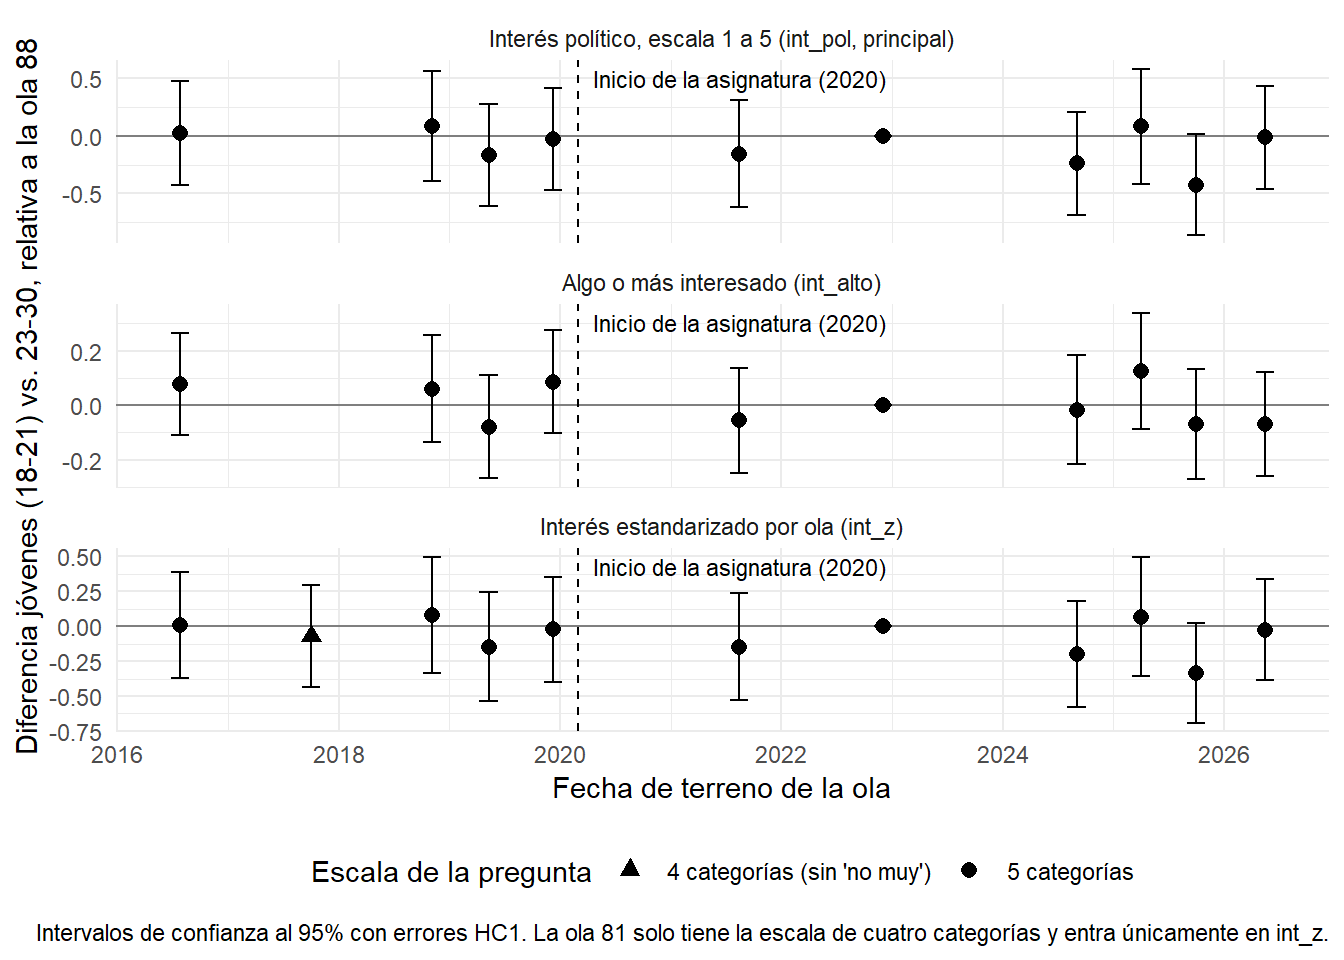 Diferencia jóvenes (18-21) vs. 23-30, relativa a la ola 88
Interés político, escala 1 a 5 (int_pol, principal)
Inicio de la asignatura (2020)
0.5
0.0
-0.5
Algo o más interesado (int_alto)
Inicio de la asignatura (2020)
0.2
0.0
-0.2
Interés estandarizado por ola (int_z)
Inicio de la asignatura (2020)
0.50
0.25
0.00
-0.25
-0.50
-0.75
2016 2018 2020 2022 2024 2026
Fecha de terreno de la ola
Escala de la pregunta 4 categorías (sin 'no muy') 5 categorías
Intervalos de confianza al 95% con errores HC1. La ola 81 solo tiene la escala de cuatro categorías y entra únicamente en int_z.